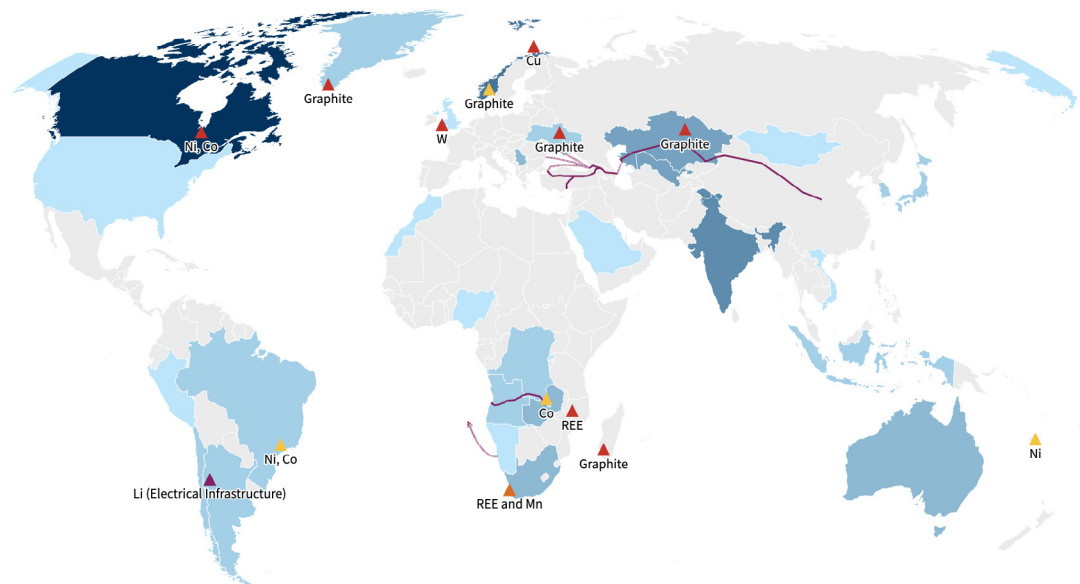 Cu
Graphite
Graphite
W
Ni, Co
Graphite
Graphite
Co
REE
Ni
Ni, Co
Graphite
Li (Electrical Infrastructure)
REE and Mn